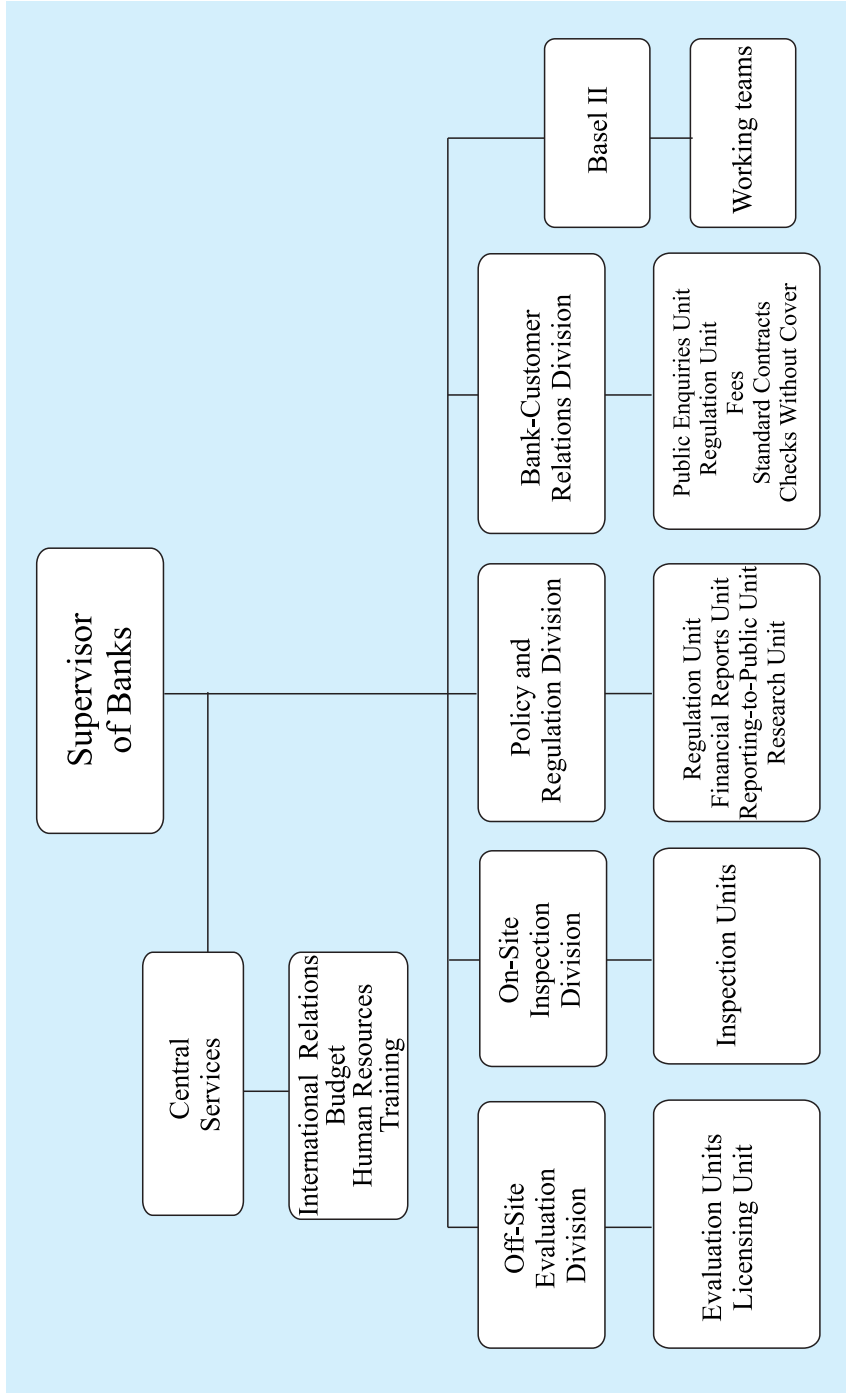 Supervisor
of Banks
Central
Services
International Relations
Budget
Human Resources
Training
Off-Site
Evaluation
Division
Evaluation Units
Licensing Unit
On-Site
Inspection
Division
Inspection Units
Policy and
Regulation Division
Regulation Unit
Financial Reports Unit
Reporting-to-Public Unit
Research Unit
Bank-Customer
Relations Division
Public Enquiries Unit
Regulation Unit
Fees
Standard Contracts
Checks Without Cover
Basel II
Working teams